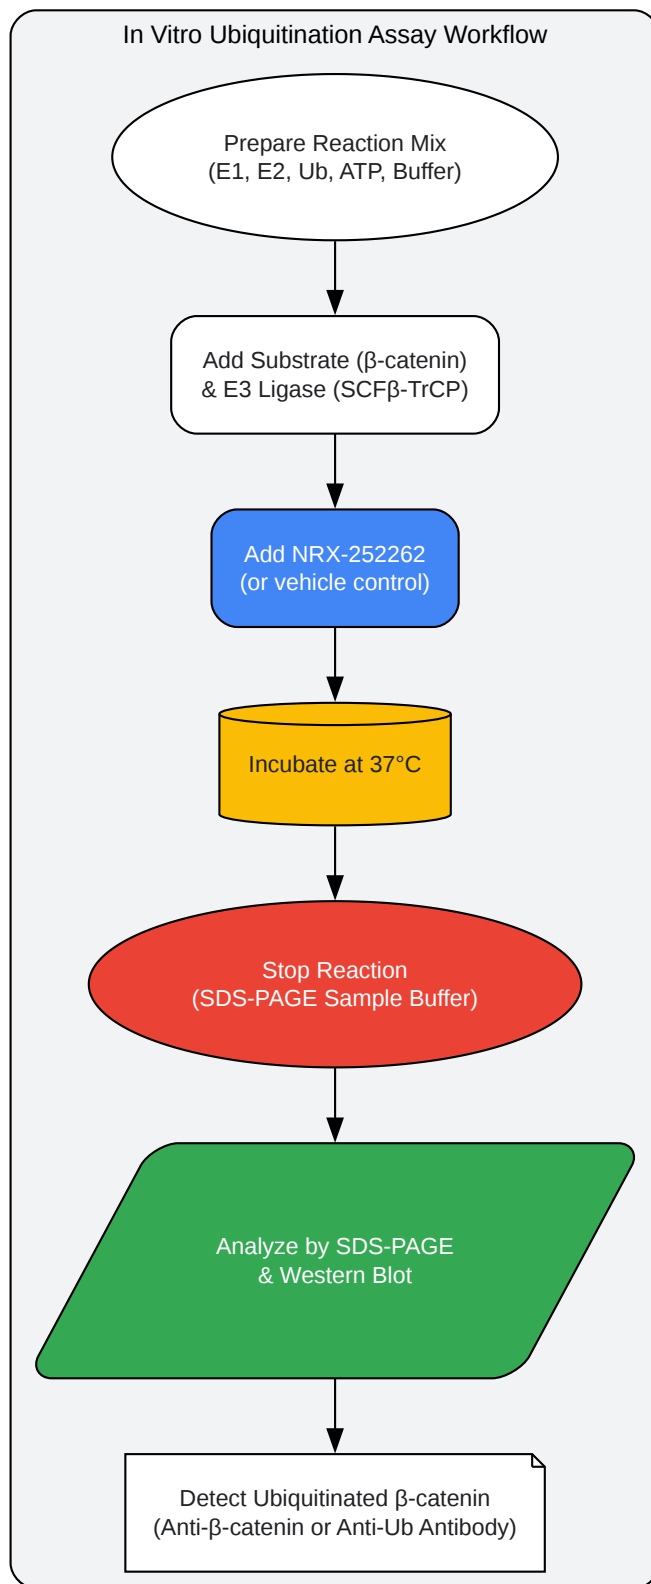 In Vitro Ubiquitination Assay Workflow
Prepare Reaction Mix
(E1, E2, Ub, ATP, Buffer)
Add Substrate (β-catenin)
& E3 Ligase (SCFβ-TrCP)
Add NRX-252262
(or vehicle control)
Incubate at 37°C
Stop Reaction
(SDS-PAGE Sample Buffer)
Analyze by SDS-PAGE
& Western Blot
Detect Ubiquitinated β-catenin
(Anti-β-catenin or Anti-Ub Antibody)